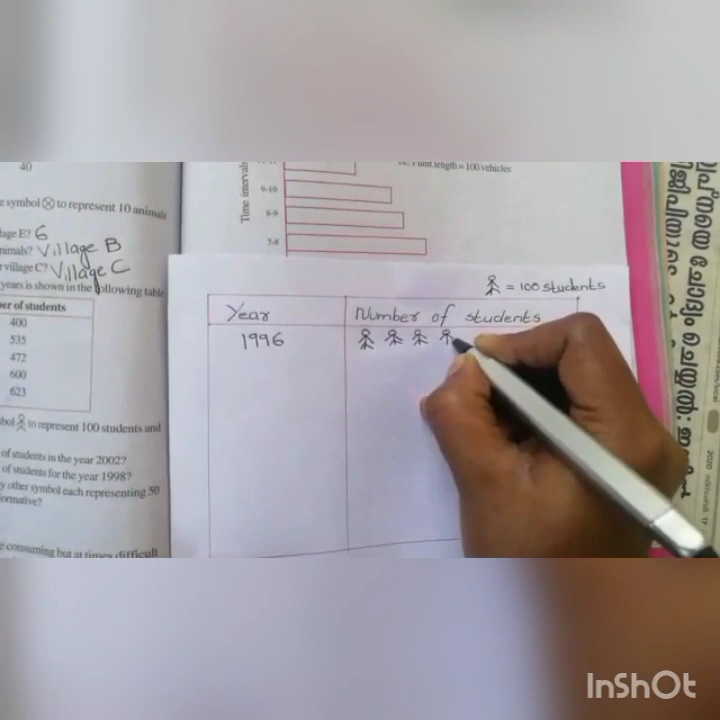 40
e symbol ⊗ to represent 10 animals
lage E? 6
nimals? Village B
r village C? Village C
years is shown in the following table
er of students
400
535
472
600
623
bol to represent 100 students and
of students in the year 2002?
of students for the year 1998?
y other symbol each representing 50
ormative?
e consuming but at times difficult
1 unit length = 100 vehicles
Time interval
9-10
8-9
7-8
= 100 students
Year Number of students
1996
2020
InShOt